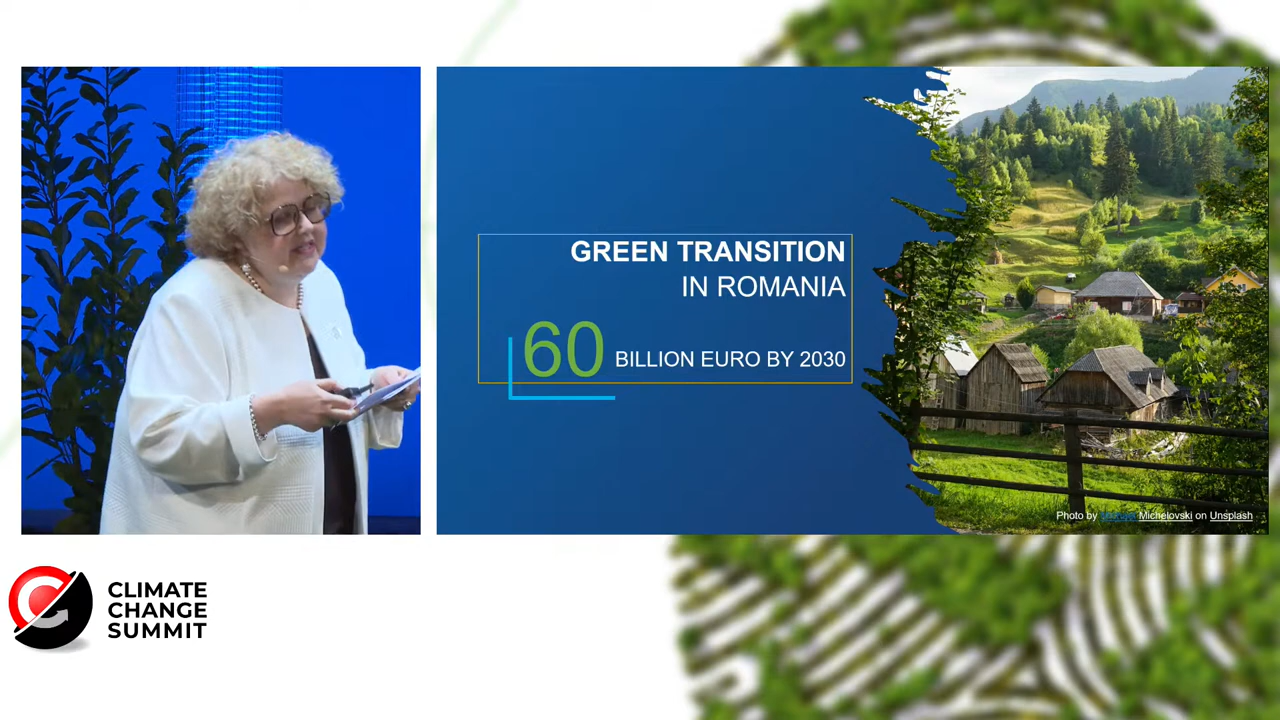 GREEN TRANSITION
IN ROMANIA
60 BILLION EURO BY 2030
Photo by Michelovski on Unsplash
CLIMATE
CHANGE
SUMMIT